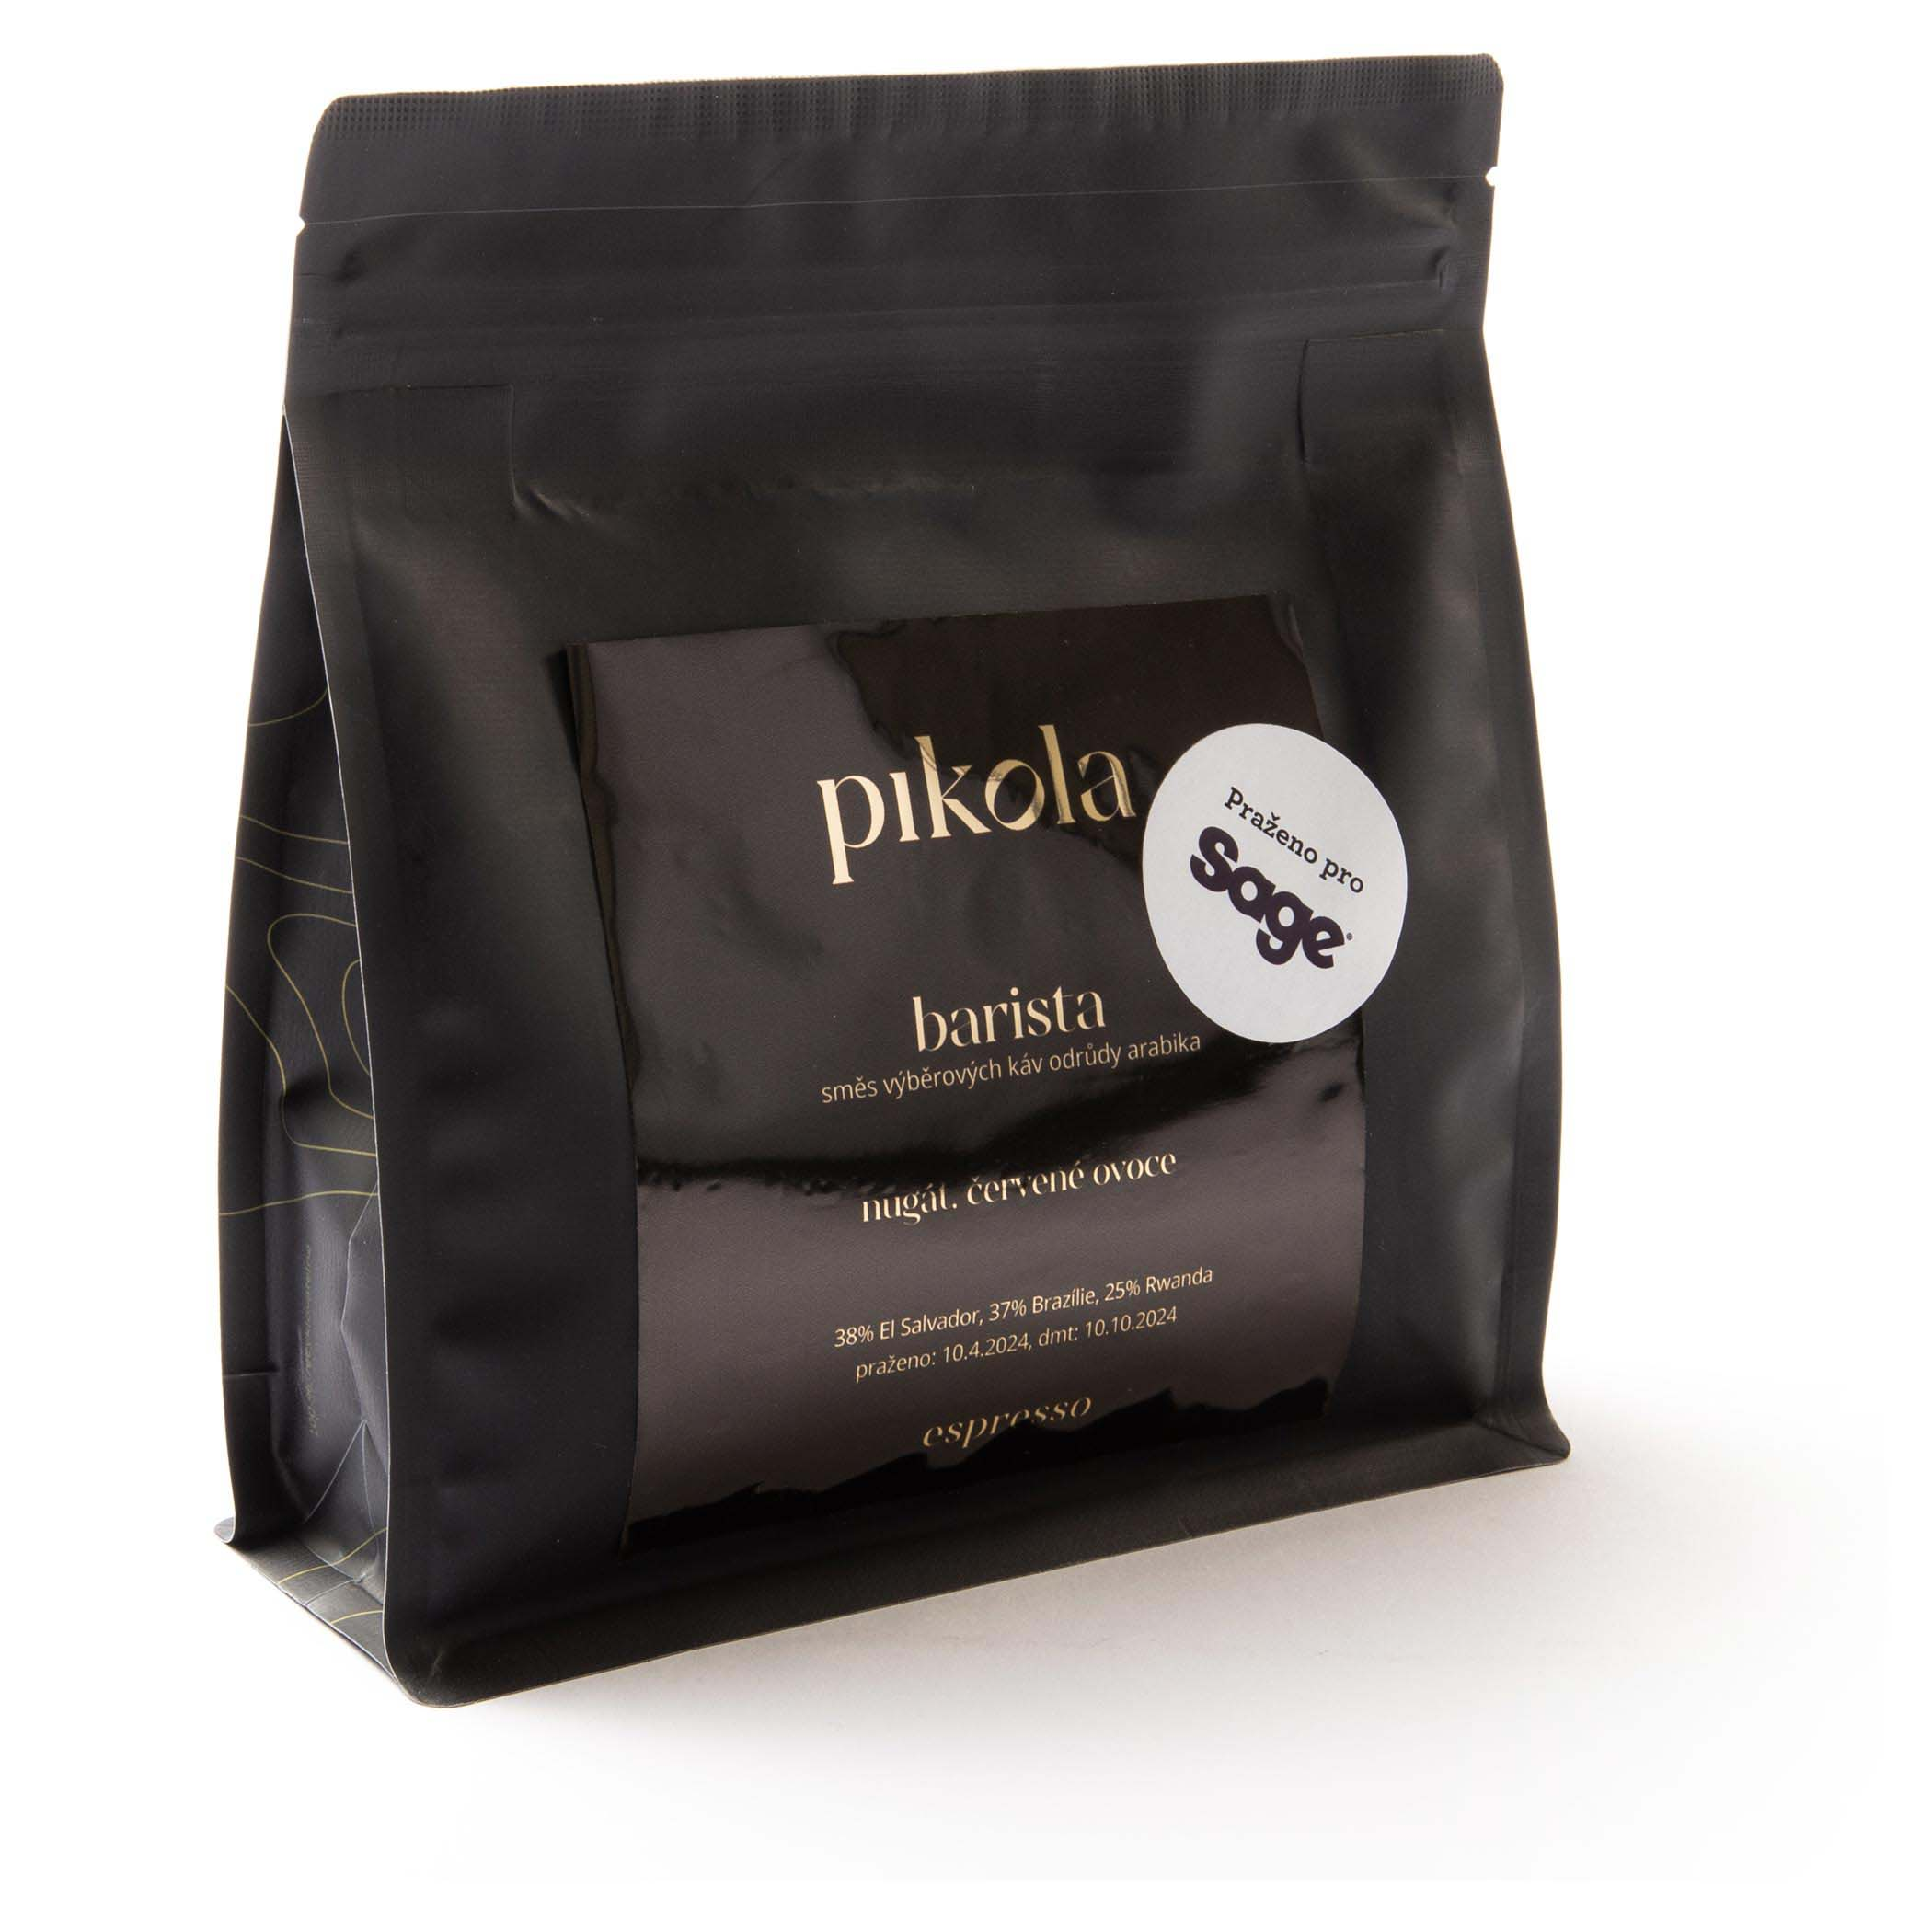 pikola
Praženo pro
sage
barista
směs výběrových káv odrůdy arabika
nugát, červené ovoce
38% El Salvador, 37% Brazílie, 25% Rwanda
praženo: 10.4.2024, dmt: 10.10.2024
espresso